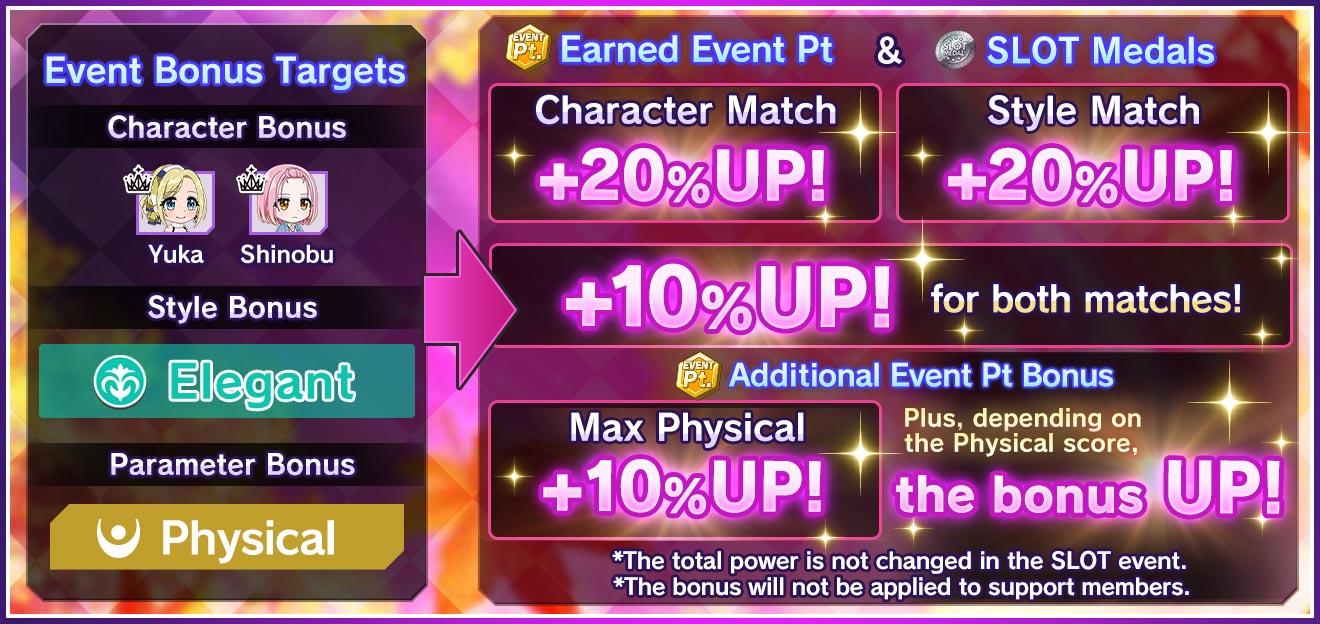 Event Bonus Targets
Character Bonus
Yuka
Shinobu
Style Bonus
Elegant
Parameter Bonus
Physical
EVENT
Pt.
Earned Event Pt
&
SLOT
MEDAL
SLOT Medals
Character Match
+20%UP!
Style Match
+20%UP!
+10%UP!
for both matches!
EVENT
Pt.
Additional Event Pt Bonus
Max Physical
+10%UP!
Plus, depending on
the Physical score,
the bonus UP!
*The total power is not changed in the SLOT event.
*The bonus will not be applied to support members.